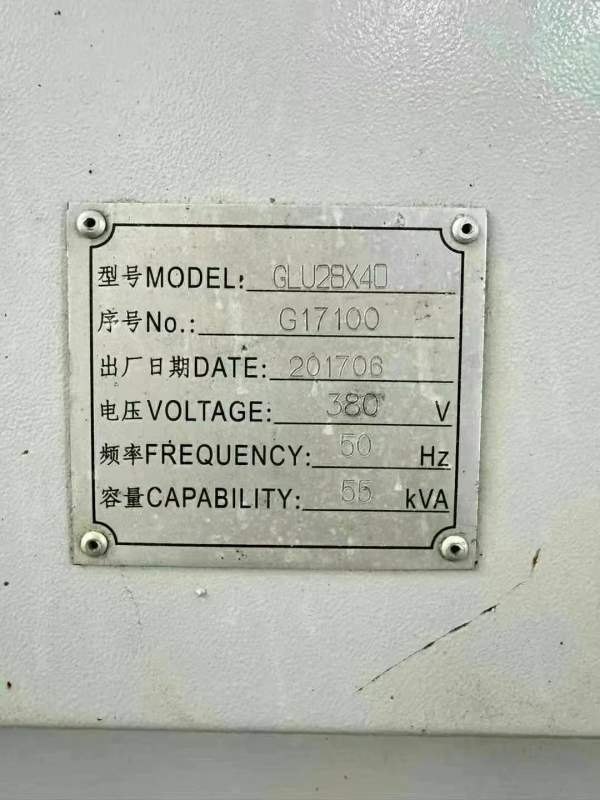 型号MODEL: GLU28X40
序号No.: G17100
出厂日期DATE: 201706
电压VOLTAGE: 380 V
频率FREQUENCY: 50 Hz
容量CAPABILITY: 55 kVA